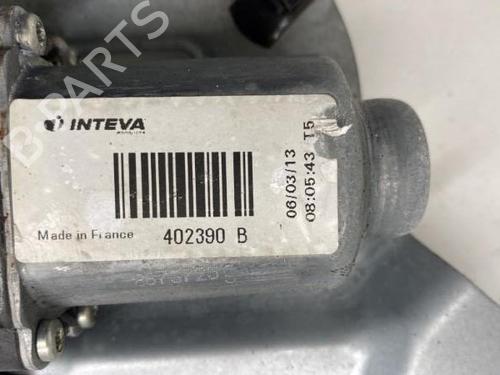 INTEVA
Made in France
402390 B
06/03/13
08:05:43 T5
B-PARTS